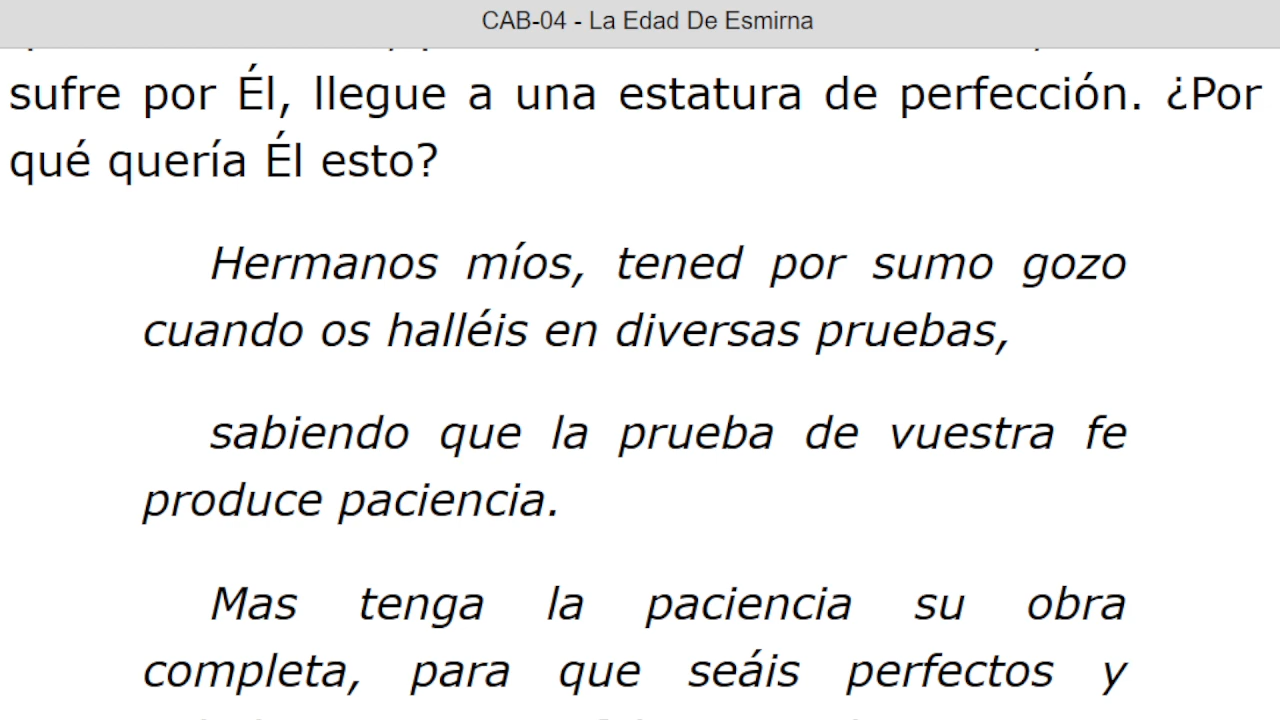 CAB-04 - La Edad De Esmirna
sufre por Él, llegue a una estatura de perfección. ¿Por
qué quería Él esto?
Hermanos míos, tened por sumo gozo
cuando os halléis en diversas pruebas,
sabiendo que la prueba de vuestra fe
produce paciencia.
Mas tenga la paciencia su obra
completa, para que seáis perfectos y